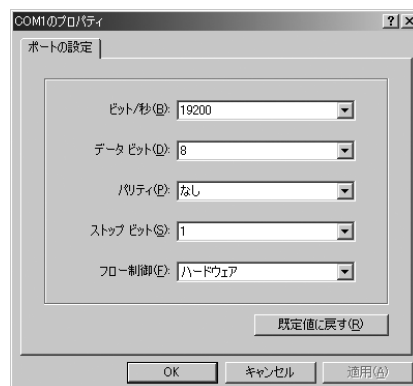 COM1のプロパティ
ポートの設定
ビット/秒(B): 19200
データ ビット(D): 8
パリティ(P): なし
ストップ ビット(S): 1
フロー制御(F): ハードウェア
既定値に戻す(R)
OK キャンセル 適用(A)